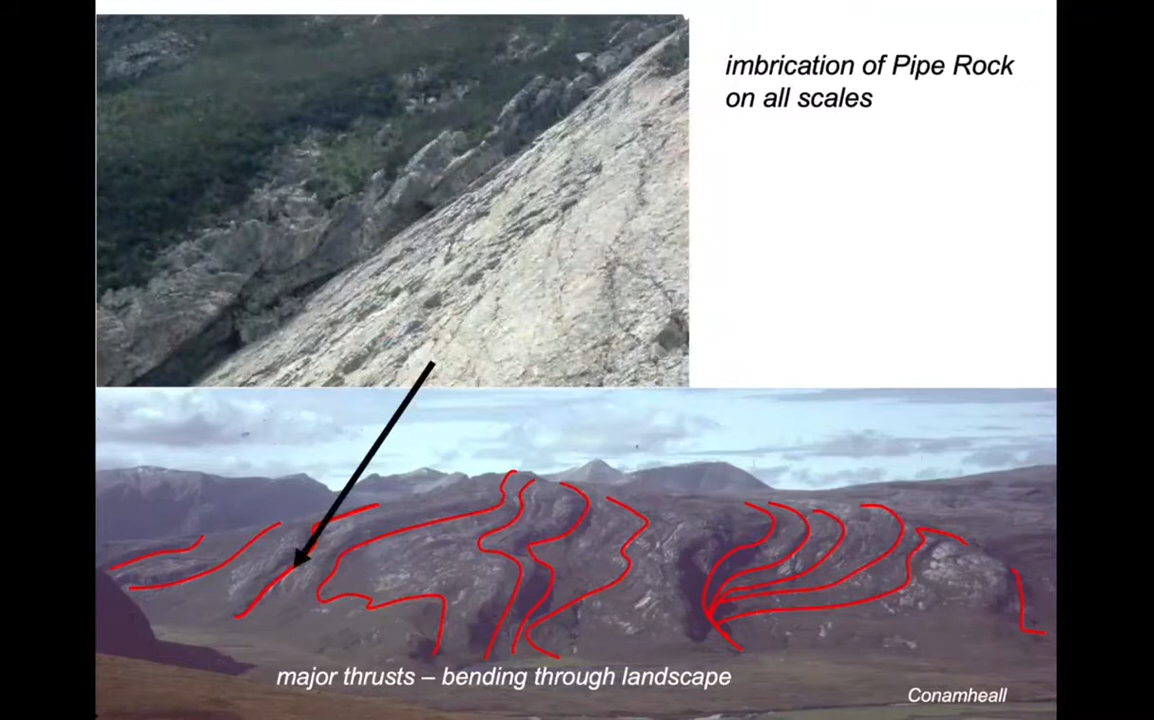 imbrication of Pipe Rock
on all scales
major thrusts – bending through landscape
Conamheall